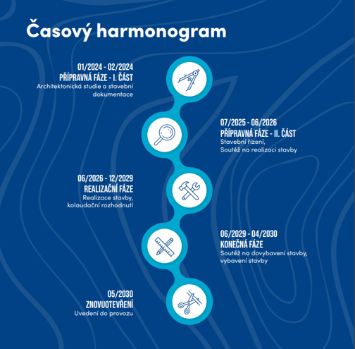 Časový harmonogram
01/2024 - 02/2024
PŘÍPRAVNÁ FÁZE - I. ČÁST
Architektonická studie a stavební
dokumentace
07/2025 - 06/2026
PŘÍPRAVNÁ FÁZE - II. ČÁST
Stavební řízení,
Soutěž na realizaci stavby
06/2026 - 12/2029
REALIZAČNÍ FÁZE
Realizace stavby,
kolaudační rozhodnutí
06/2029 - 04/2030
KONEČNÁ FÁZE
Soutěž na dovybavení stavby,
vybavení stavby
05/2030
ZNOVUOTEVŘENÍ
Uvedení do provozu